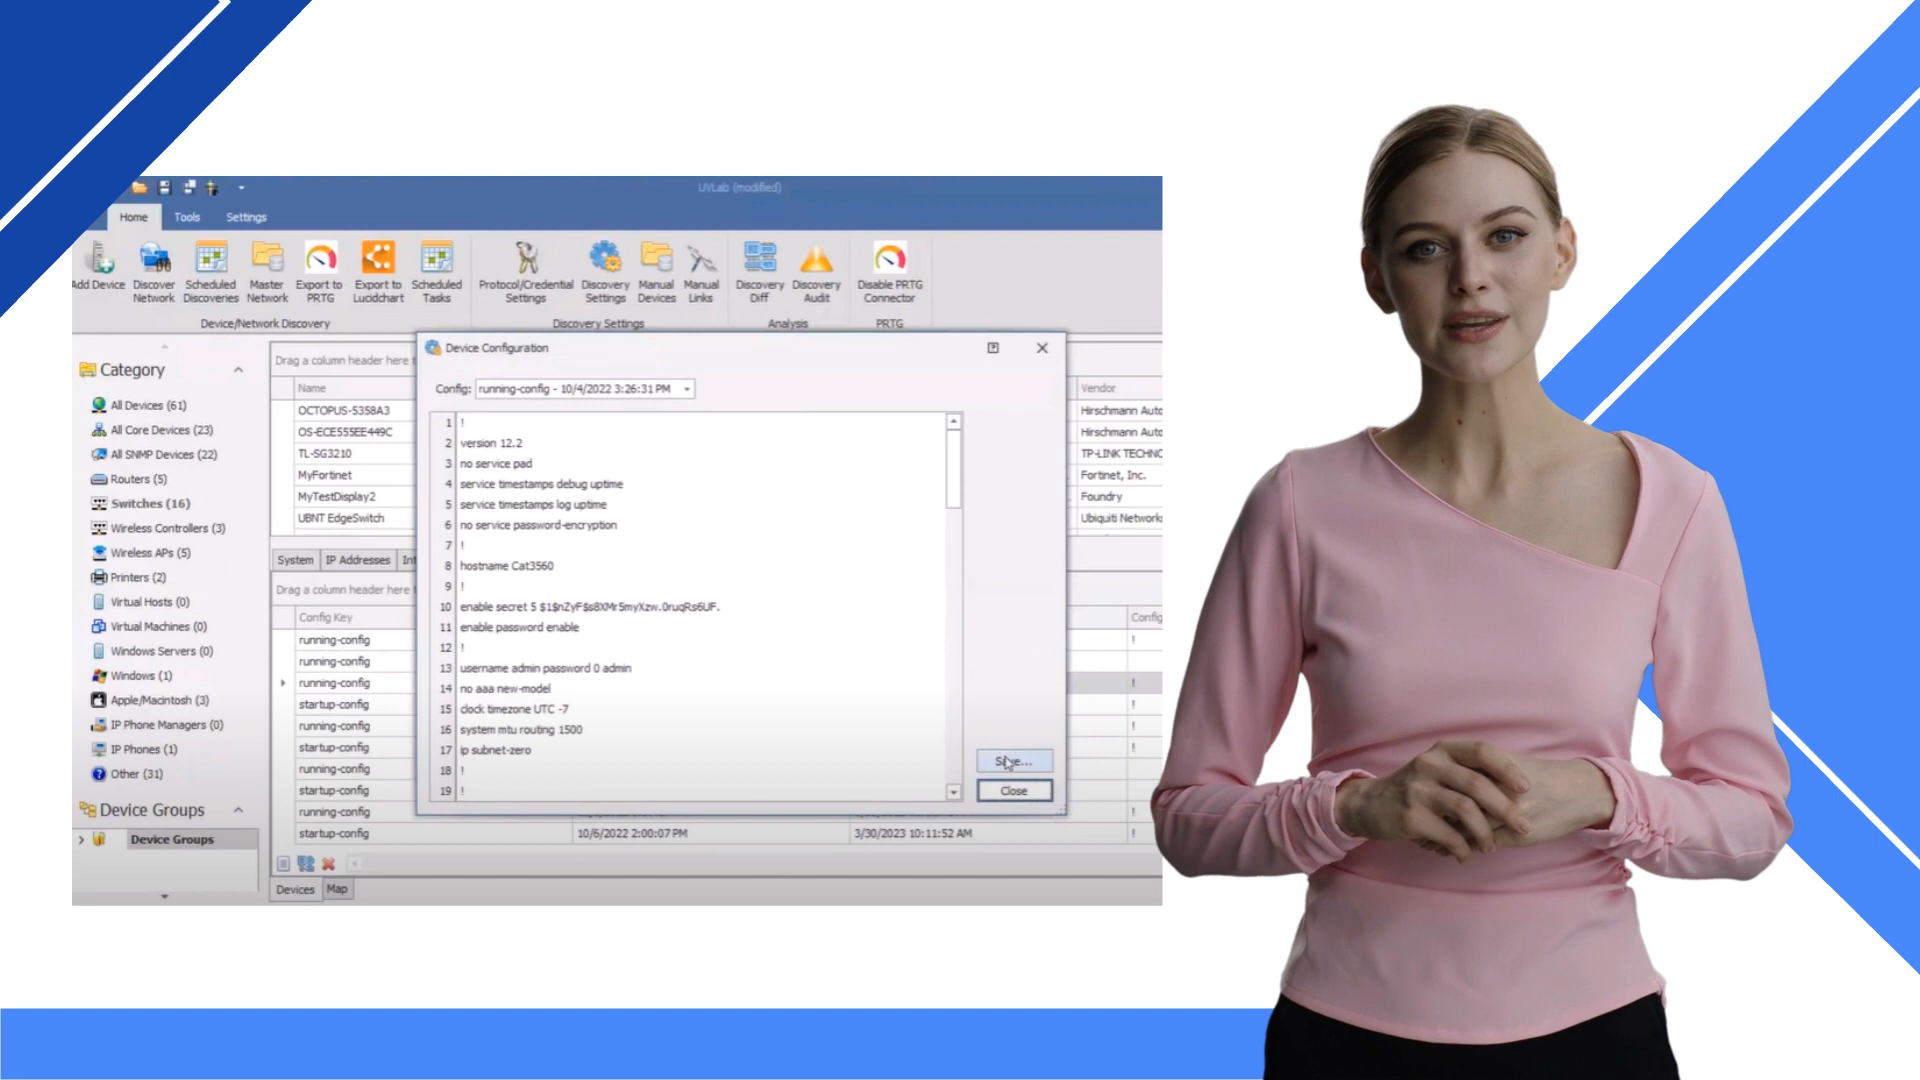 UVLab (modified)
Home Tools Settings
Add Device
Discover Network
Scheduled Discoveries
Master Network
Export to PRTG
Export to Lucidchart
Scheduled Tasks
Protocol/Credential Settings
Discovery Settings
Manual Devices
Manual Links
Discovery Diff
Discovery Audit
Disable PRTG Connector
Device/Network Discovery
Discovery Settings
Analysis
PRTG
Category
All Devices (61)
All Core Devices (23)
All SNMP Devices (22)
Routers (5)
Switches (16)
Wireless Controllers (3)
Wireless APs (5)
Printers (2)
Virtual Hosts (0)
Virtual Machines (0)
Windows Servers (0)
Windows (1)
Apple/Macintosh (3)
IP Phone Managers (0)
IP Phones (1)
Other (31)
Device Groups
Device Groups
Drag a column header here
Name
OCTOPUS-5358A3
OS-ECE555EE449C
TL-SG3210
MyFortinet
MyTestDisplay2
UBNT EdgeSwitch
Vendor
Hirschmann Auto
Hirschmann Auto
TP-LINK TECHNO
Fortinet, Inc.
Foundry
Ubiquiti Network
System IP Addresses Int
Drag a column header here
Config Key
running-config
running-config
running-config
startup-config
running-config
startup-config
running-config
startup-config
running-config
startup-config 10/6/2022 2:00:07 PM 3/30/2023 10:11:52 AM !
Config
!
!
!
!
!
Devices Map
Device Configuration
Config: running-config - 10/4/2022 3:26:31 PM
1 !
2 version 12.2
3 no service pad
4 service timestamps debug uptime
5 service timestamps log uptime
6 no service password-encryption
7 !
8 hostname Cat3560
9 !
10 enable secret 5 $1$nZyF$s8XMr5myXzw.0ruqRs6UF.
11 enable password enable
12 !
13 username admin password 0 admin
14 no aaa new-model
15 clock timezone UTC -7
16 system mtu routing 1500
17 ip subnet-zero
18 !
19 !
Close